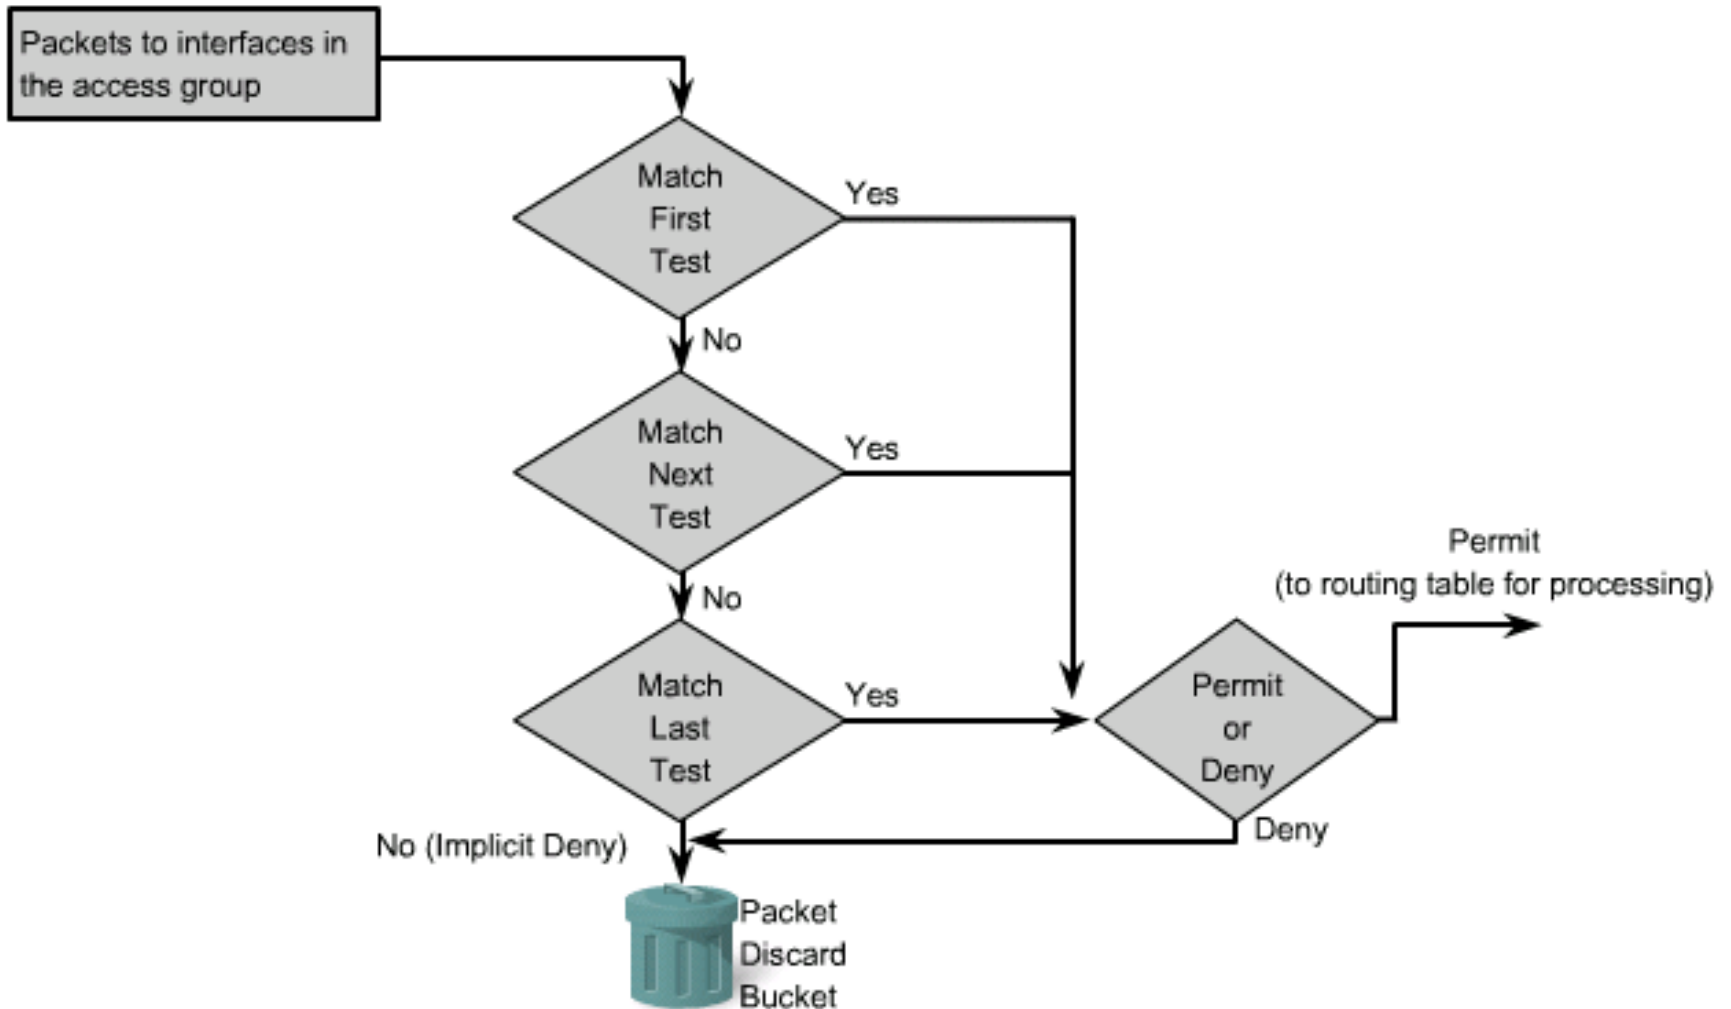 Packets to interfaces in
the access group
Match
First
Test
Yes
No
Match
Next
Test
Yes
No
Match
Last
Test
Yes
No (Implicit Deny)
Permit
or
Deny
Permit
(to routing table for processing)
Deny
Packet
Discard
Bucket